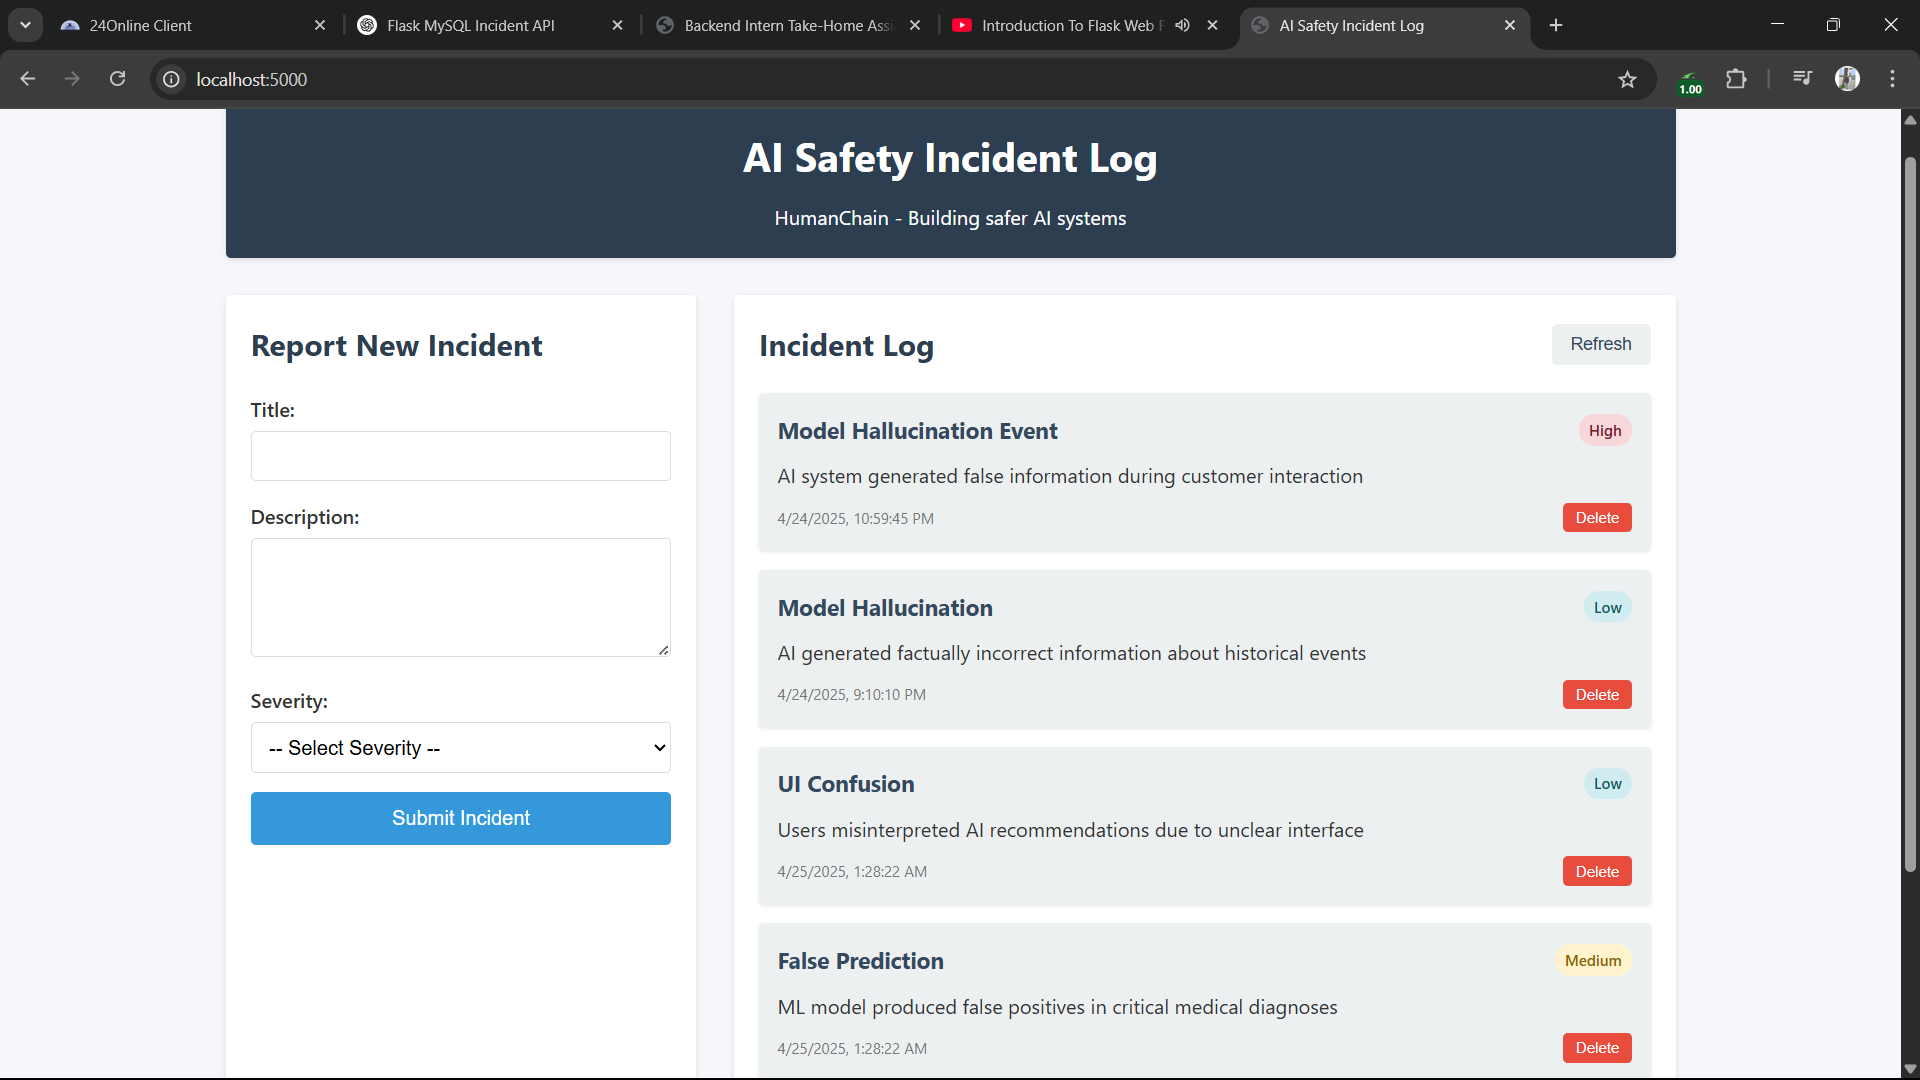 24Online Client
Flask MySQL Incident API
Backend Intern Take-Home Assi
Introduction To Flask Web F
AI Safety Incident Log
localhost:5000
1.00
AI Safety Incident Log
HumanChain - Building safer AI systems
Report New Incident
Title:
Description:
Severity:
-- Select Severity --
Submit Incident
Incident Log
Refresh
Model Hallucination Event
High
AI system generated false information during customer interaction
4/24/2025, 10:59:45 PM
Delete
Model Hallucination
Low
AI generated factually incorrect information about historical events
4/24/2025, 9:10:10 PM
Delete
UI Confusion
Low
Users misinterpreted AI recommendations due to unclear interface
4/25/2025, 1:28:22 AM
Delete
False Prediction
Medium
ML model produced false positives in critical medical diagnoses
4/25/2025, 1:28:22 AM
Delete